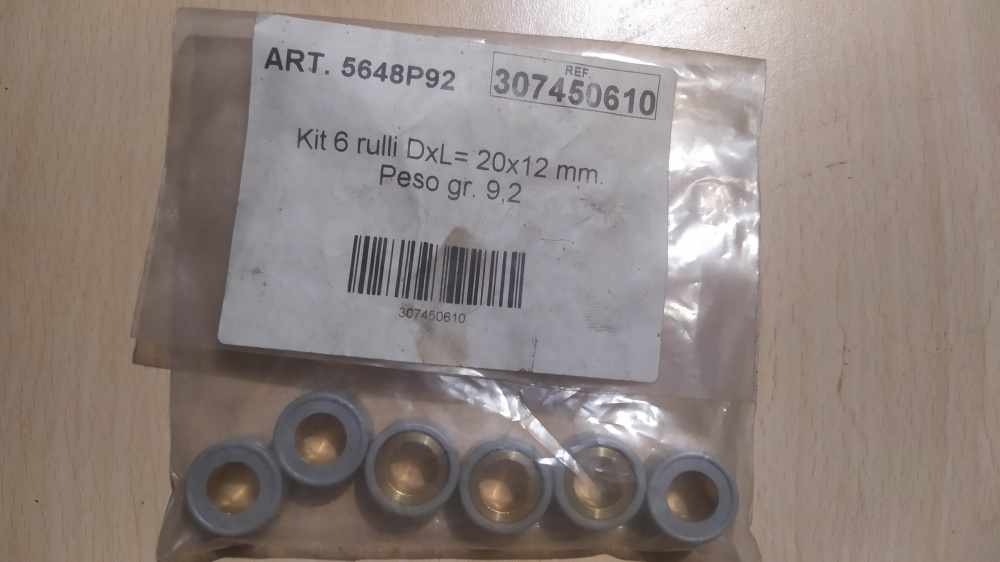 ART. 5648P92
REF.
307450610
Kit 6 rulli DxL= 20x12 mm.
Peso gr. 9,2
307450610